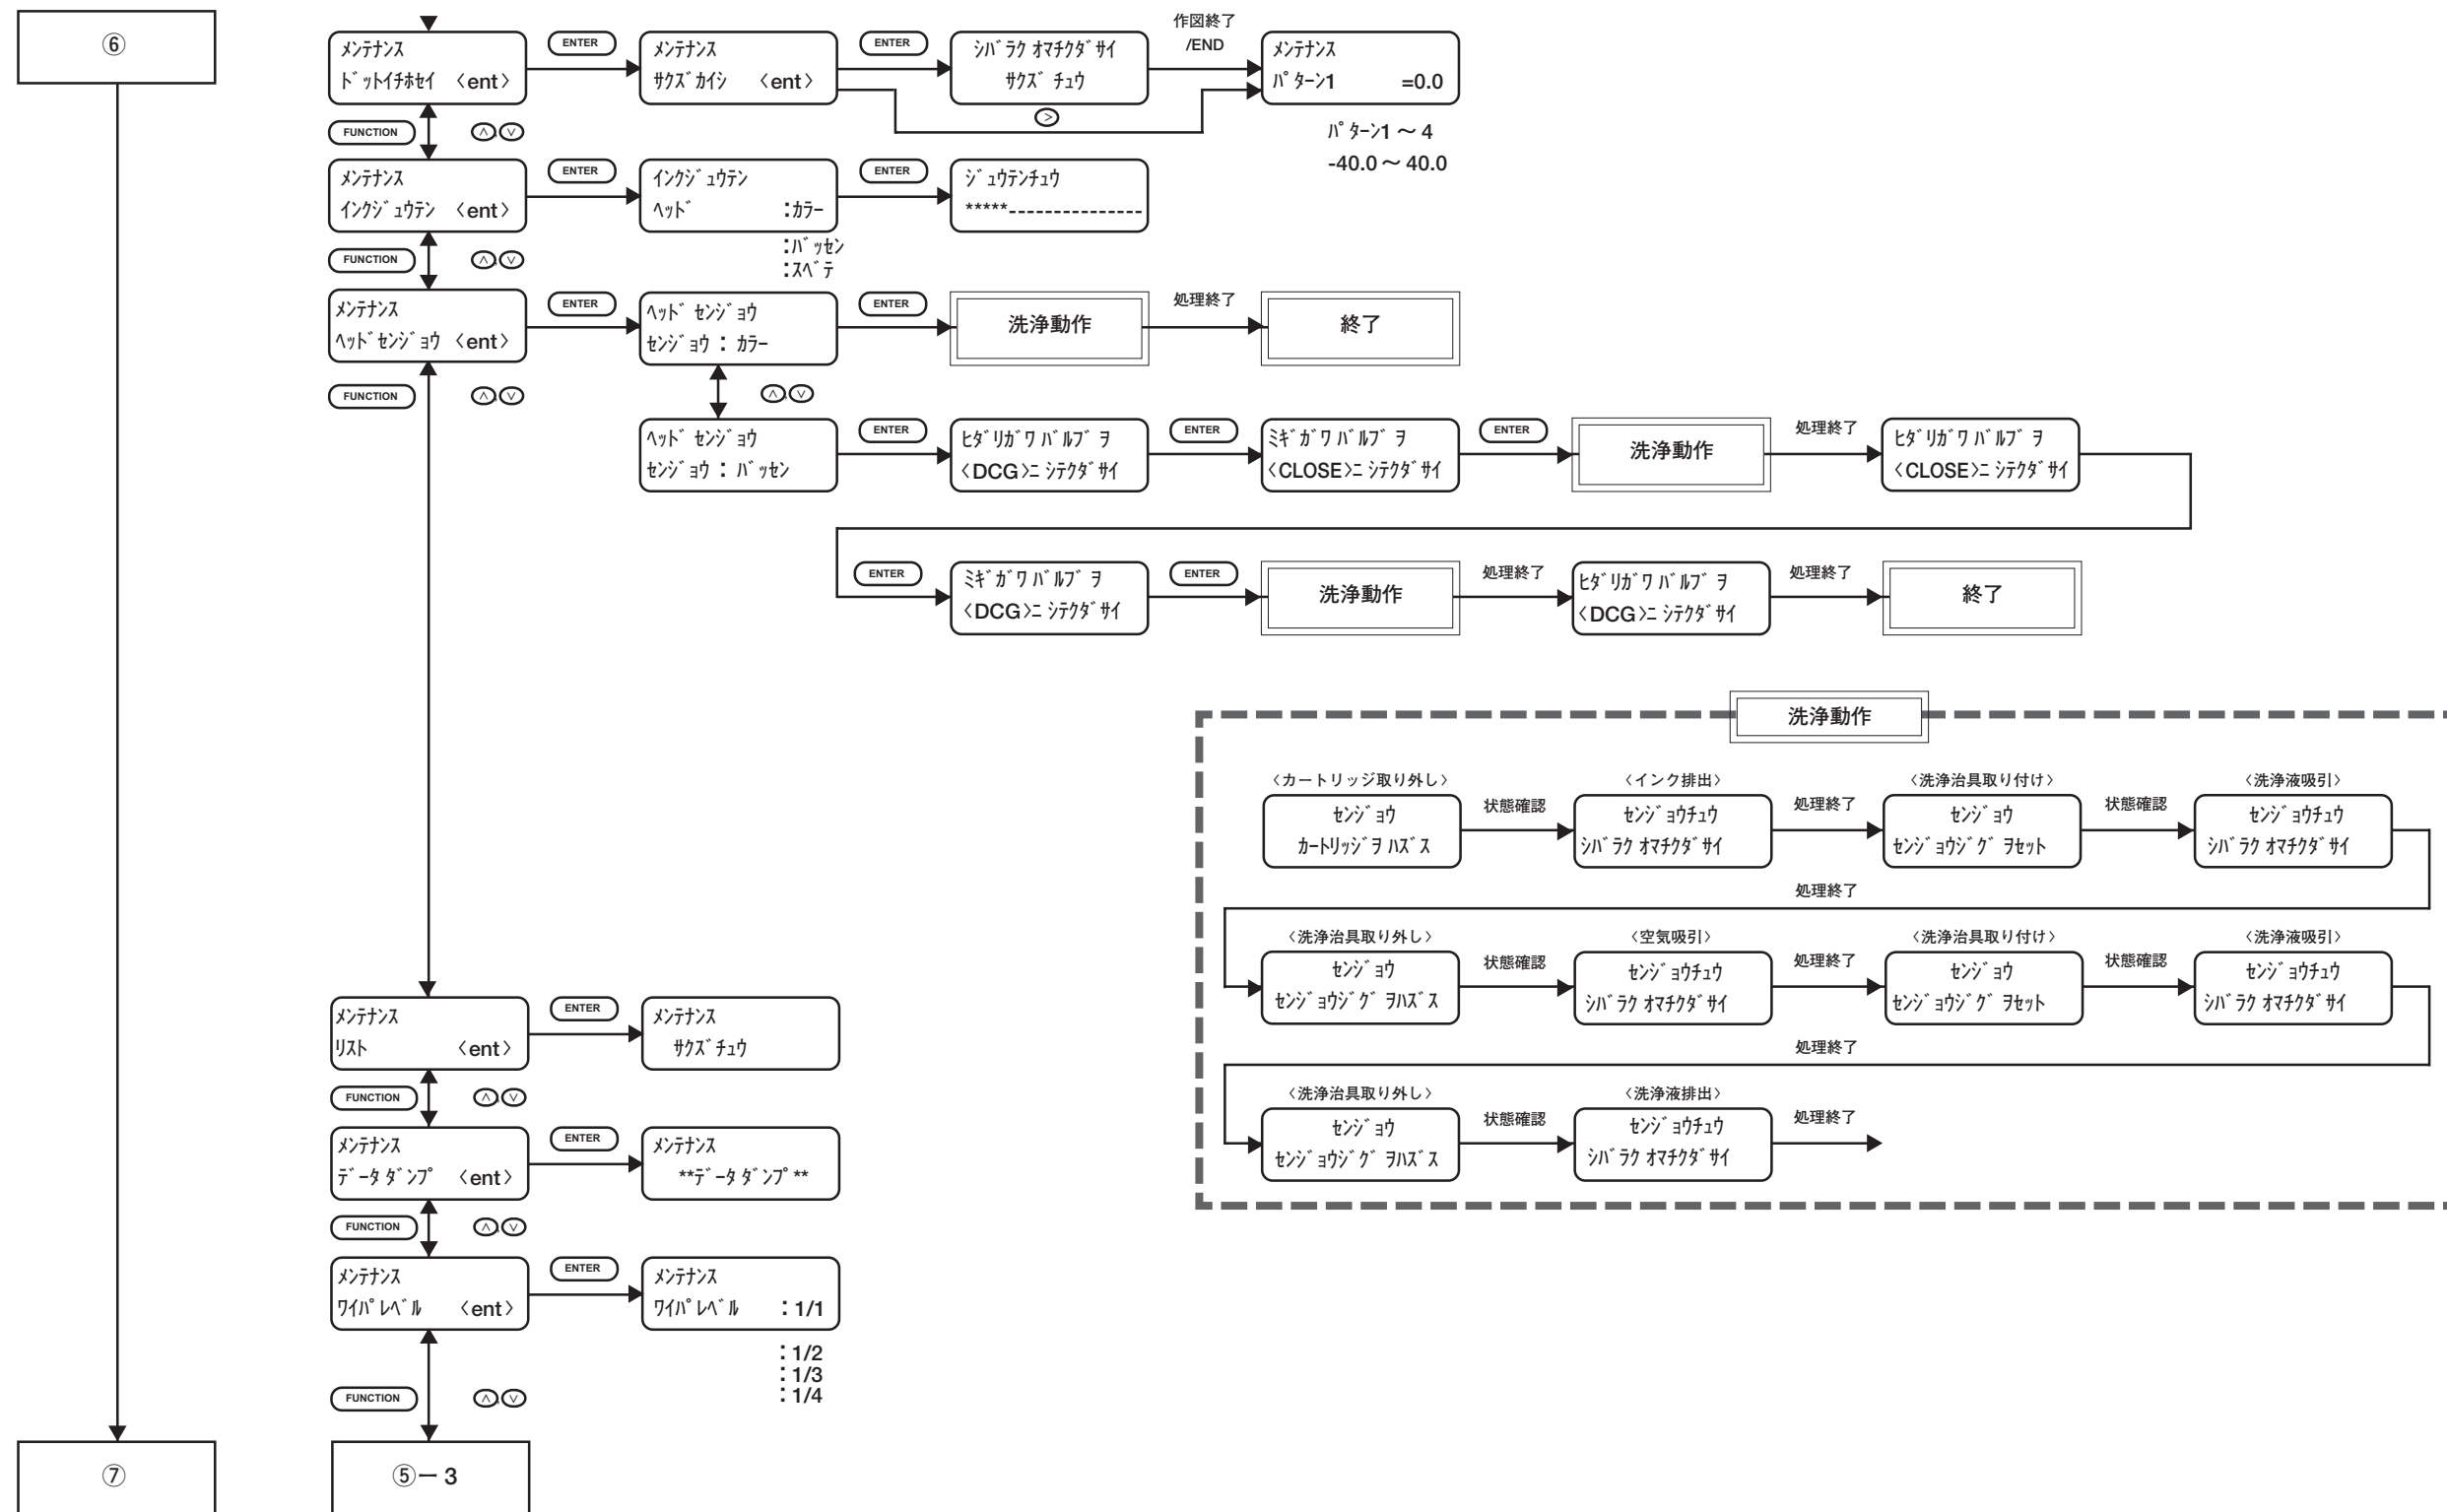 ⑥
メンテナンス
ドットイチホセイ 〈ent〉
ENTER
メンテナンス
サクズカイシ 〈ent〉
ENTER
シバラク オマチクダサイ
サクズ チュウ
作図終了
/END
メンテナンス
パターン1 =0.0
>
パターン1 ~ 4
-40.0 ~ 40.0
FUNCTION ∧,∨
メンテナンス
インクジュウテン 〈ent〉
ENTER
インクジュウテン
ヘッド :カラー
:バッセン
:スベテ
ENTER
ジュウテンチュウ
*****---------------
FUNCTION ∧,∨
メンテナンス
ヘッドセンジョウ 〈ent〉
ENTER
ヘッド センジョウ
センジョウ : カラー
ENTER
洗浄動作
処理終了
終了
FUNCTION ∧,∨
∧,∨
ヘッド センジョウ
センジョウ : バッセン
ENTER
ヒダリガワ バルブ ヲ
〈DCG〉ニ シテクダサイ
ENTER
ミギガワ バルブ ヲ
〈CLOSE〉ニ シテクダサイ
ENTER
洗浄動作
処理終了
ヒダリガワ バルブ ヲ
〈CLOSE〉ニ シテクダサイ
ENTER
ミギガワ バルブ ヲ
〈DCG〉ニ シテクダサイ
ENTER
洗浄動作
処理終了
ヒダリガワ バルブ ヲ
〈DCG〉ニ シテクダサイ
処理終了
終了
洗浄動作
〈カートリッジ取り外し〉
センジョウ
カートリッジヲ ハズス
状態確認
〈インク排出〉
センジョウチュウ
シバラク オマチクダサイ
処理終了
〈洗浄治具取り付け〉
センジョウ
センジョウジグ ヲセット
状態確認
〈洗浄液吸引〉
センジョウチュウ
シバラク オマチクダサイ
処理終了
〈洗浄治具取り外し〉
センジョウ
センジョウジグ ヲハズス
状態確認
〈空気吸引〉
センジョウチュウ
シバラク オマチクダサイ
処理終了
〈洗浄治具取り付け〉
センジョウ
センジョウジグ ヲセット
状態確認
〈洗浄液吸引〉
センジョウチュウ
シバラク オマチクダサイ
処理終了
〈洗浄治具取り外し〉
センジョウ
センジョウジグ ヲハズス
状態確認
〈洗浄液排出〉
センジョウチュウ
シバラク オマチクダサイ
処理終了
メンテナンス
リスト 〈ent〉
ENTER
メンテナンス
サクズチュウ
FUNCTION ∧,∨
メンテナンス
データ ダンプ 〈ent〉
ENTER
メンテナンス
**データ ダンプ**
FUNCTION ∧,∨
メンテナンス
ワイパ レベル 〈ent〉
ENTER
メンテナンス
ワイパ レベル : 1/1
: 1/2
: 1/3
: 1/4
FUNCTION ∧,∨
⑦
⑤ー 3